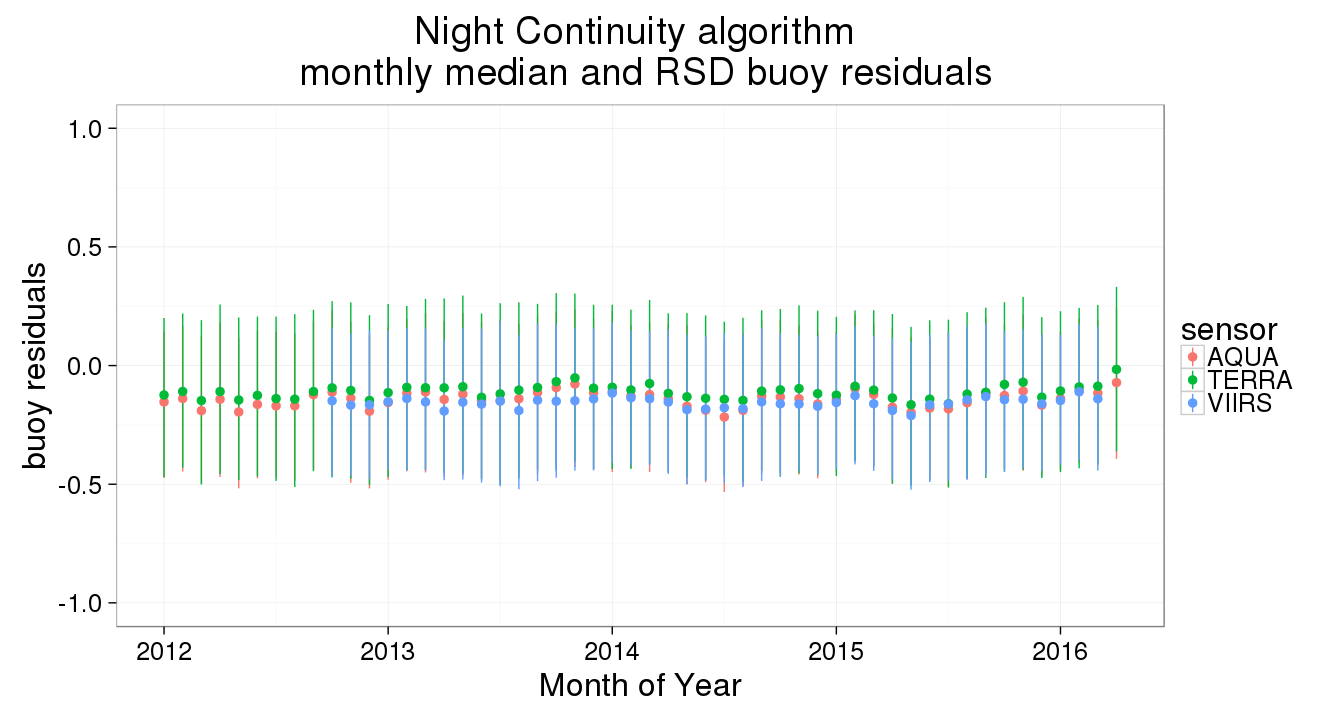 Night Continuity algorithm
monthly median and RSD buoy residuals
buoy residuals
1.0
0.5
0.0
-0.5
-1.0
2012 2013 2014 2015 2016
Month of Year
sensor
AQUA
TERRA
VIIRS